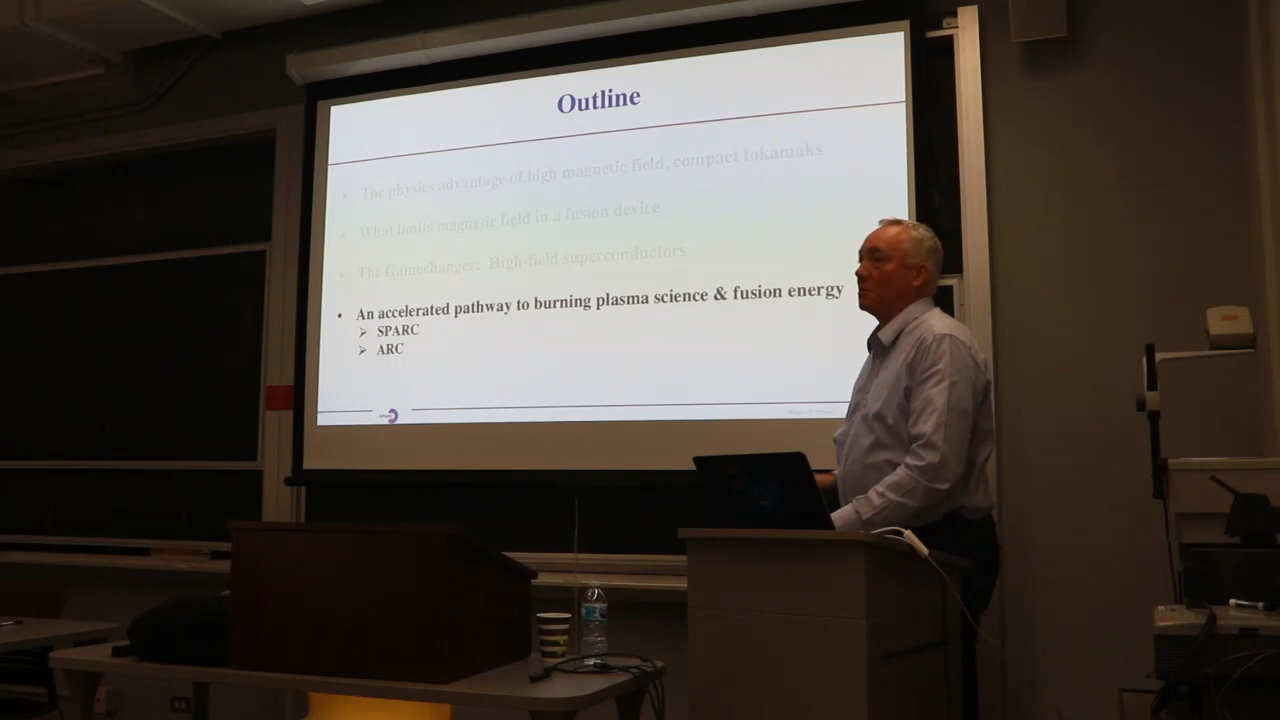 Outline
• The physics advantage of high magnetic field, compact tokamaks
• What limits magnetic field in a fusion device
• The Gamechanger: High-field superconductors
• An accelerated pathway to burning plasma science & fusion energy
➢ SPARC
➢ ARC